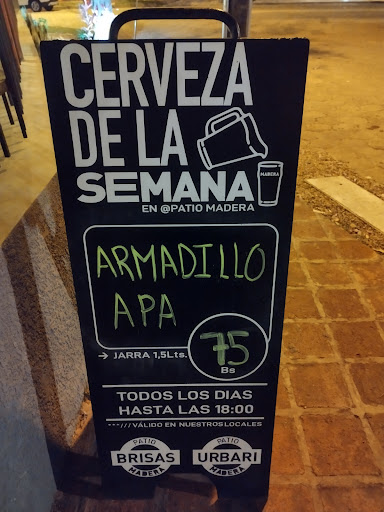 CERVEZA
DE LA
SEMANA
MADERA
EN @PATIO MADERA
ARMADILLO
APA
→ JARRA 1,5Lts.
75
Bs
TODOS LOS DIAS
HASTA LAS 18:00
---/// VÁLIDO EN NUESTROS LOCALES
PATIO
BRISAS
MADERA
PATIO
URBARI
MADERA